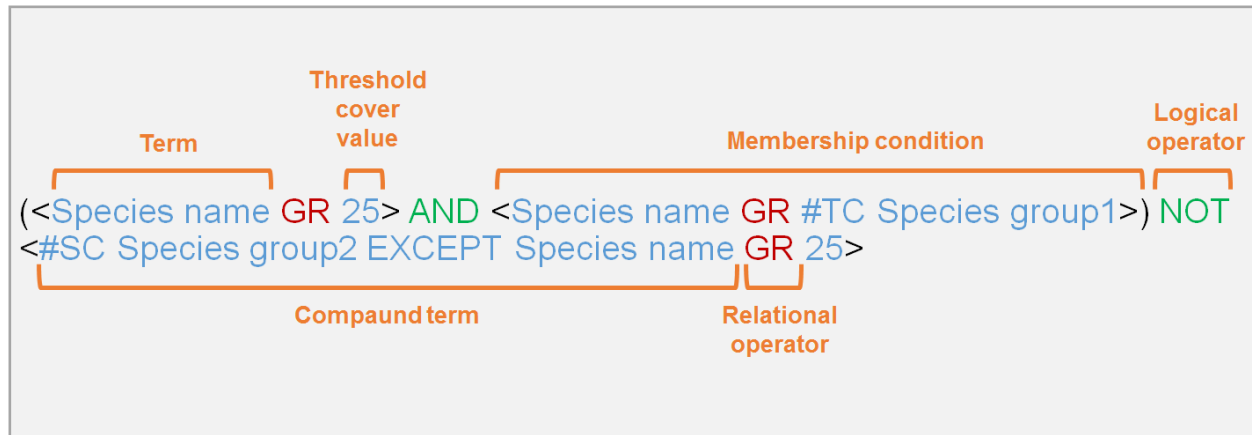 Threshold
cover
value
Logical
operator
Term
Membership condition
(<Species name GR 25> AND <Species name GR #TC Species group1>) NOT
<#SC Species group2 EXCEPT Species name GR 25>
Compaund term
Relational
operator